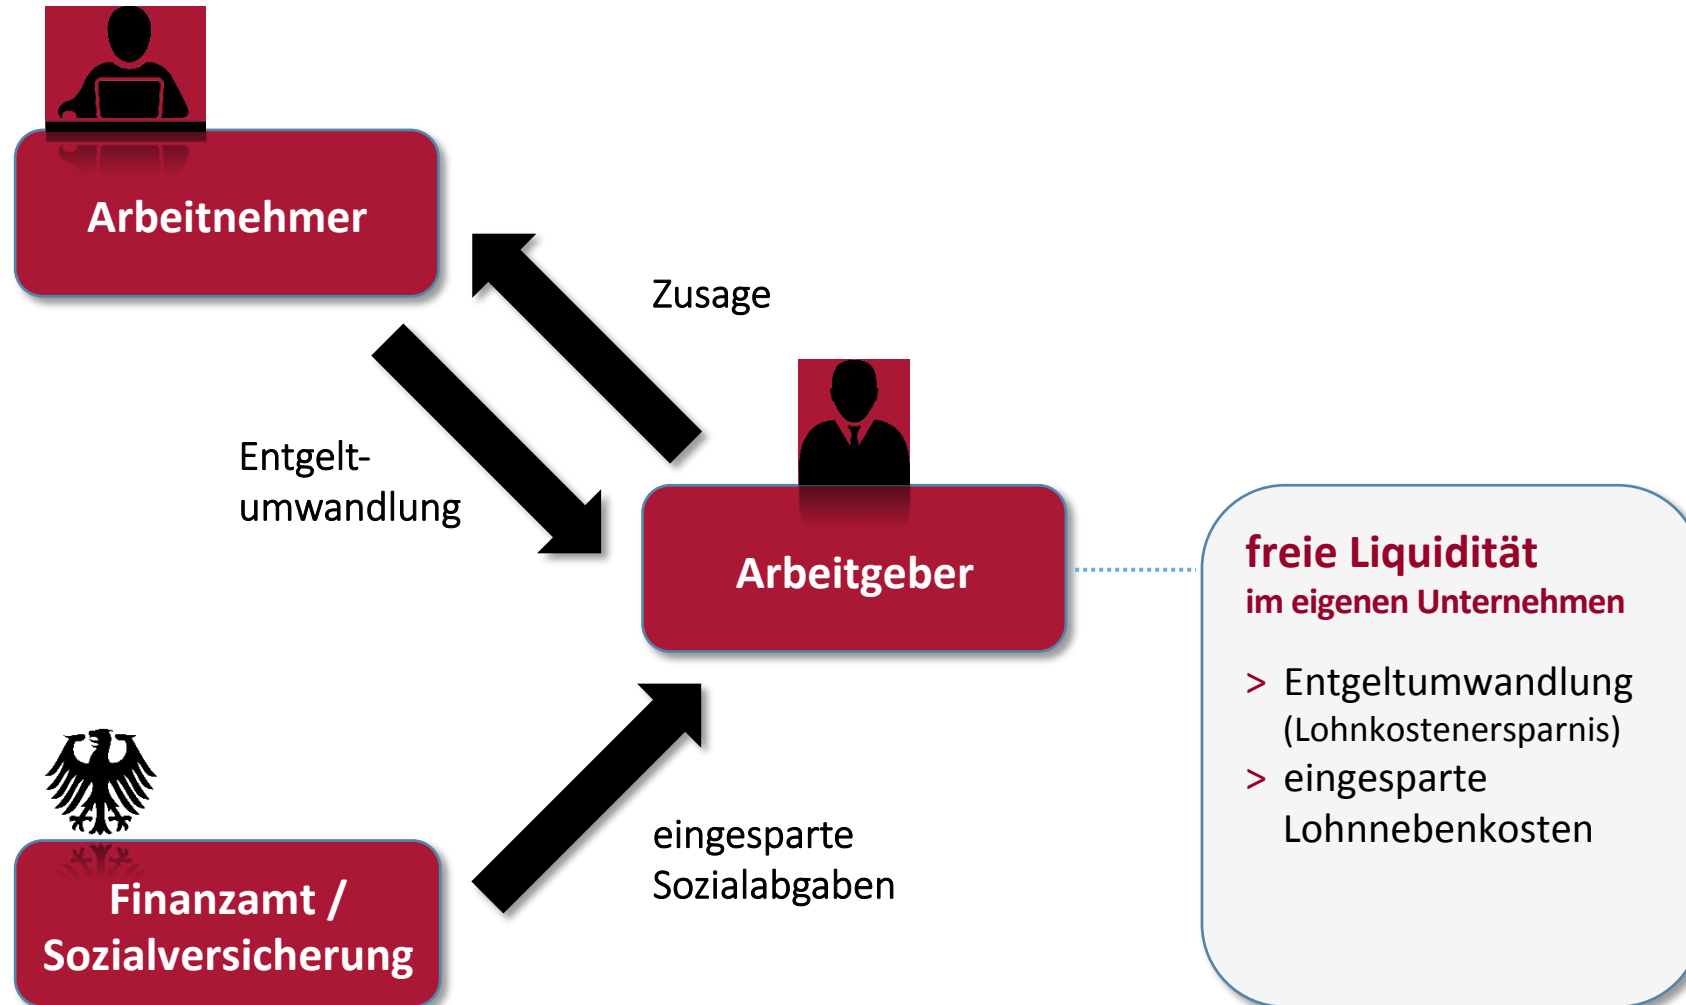 Arbeitnehmer
Zusage
Entgelt-
umwandlung
Arbeitgeber
freie Liquidität
im eigenen Unternehmen
> Entgeltumwandlung
(Lohnkostenersparnis)
> eingesparte
Lohnnebenkosten
eingesparte
Sozialabgaben
Finanzamt /
Sozialversicherung